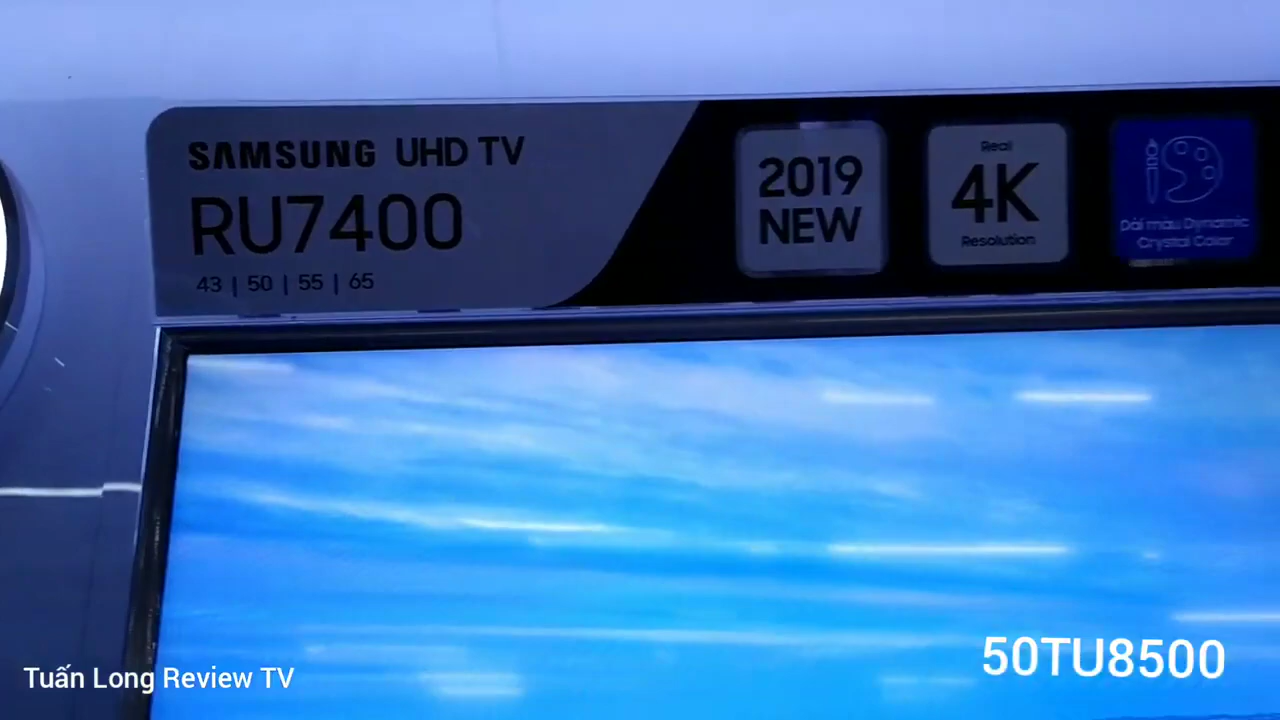 SAMSUNG UHD TV
RU7400
43 | 50 | 55 | 65
2019
NEW
Real
4K
Resolution
Dải màu Dynamic
Crystal Color
50TU8500
Tuấn Long Review TV